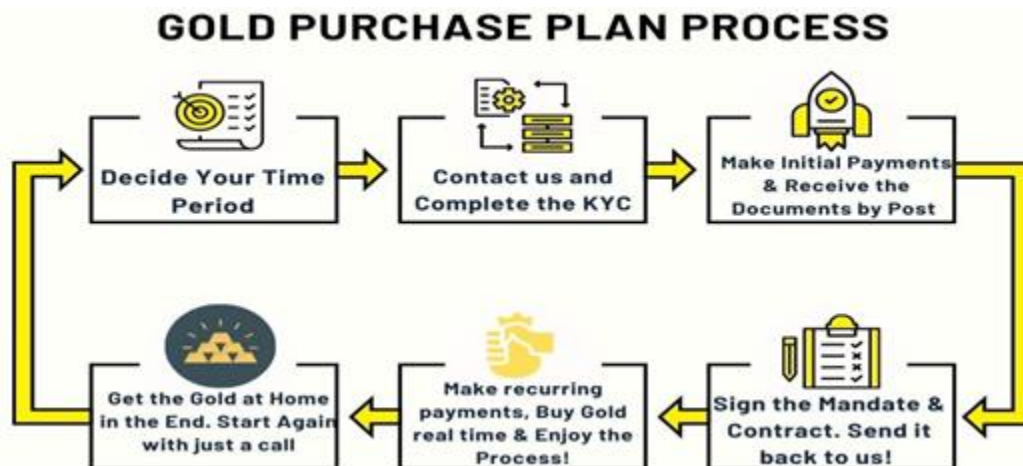 GOLD PURCHASE PLAN PROCESS
Decide Your Time
Period
Contact us and
Complete the KYC
Make Initial Payments
& Receive the
Documents by Post
Sign the Mandate &
Contract. Send it
back to us!
Make recurring
payments, Buy Gold
real time & Enjoy the
Process!
Get the Gold at Home
in the End. Start Again
with just a call